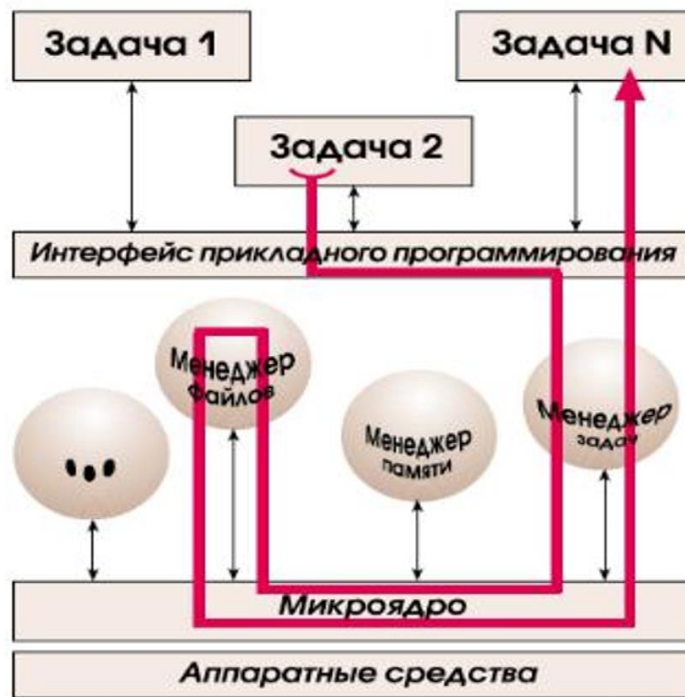 Задача 1
Задача N
Задача 2
Интерфейс прикладного программирования
Менеджер
файлов
Менеджер
памяти
Менеджер
задач
...
Микроядро
Аппаратные средства